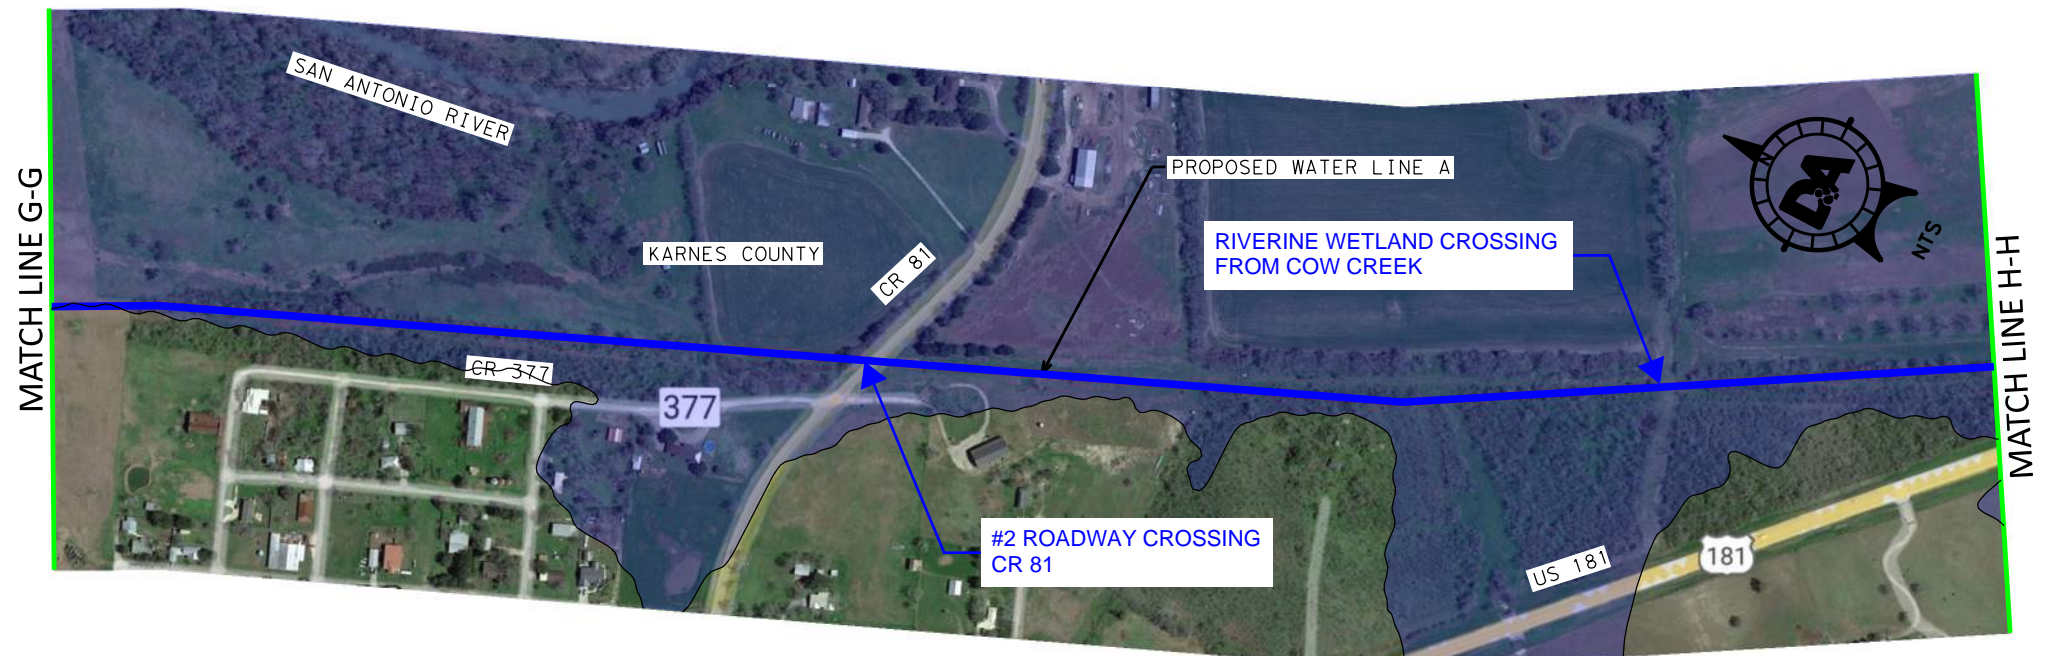 SAN ANTONIO RIVER
MATCH LINE G-G
KARNES COUNTY
CR 81
PROPOSED WATER LINE A
RIVERINE WETLAND CROSSING
FROM COW CREEK
N
NTS
MATCH LINE H-H
CR 377
377
#2 ROADWAY CROSSING
CR 81
US 181
181